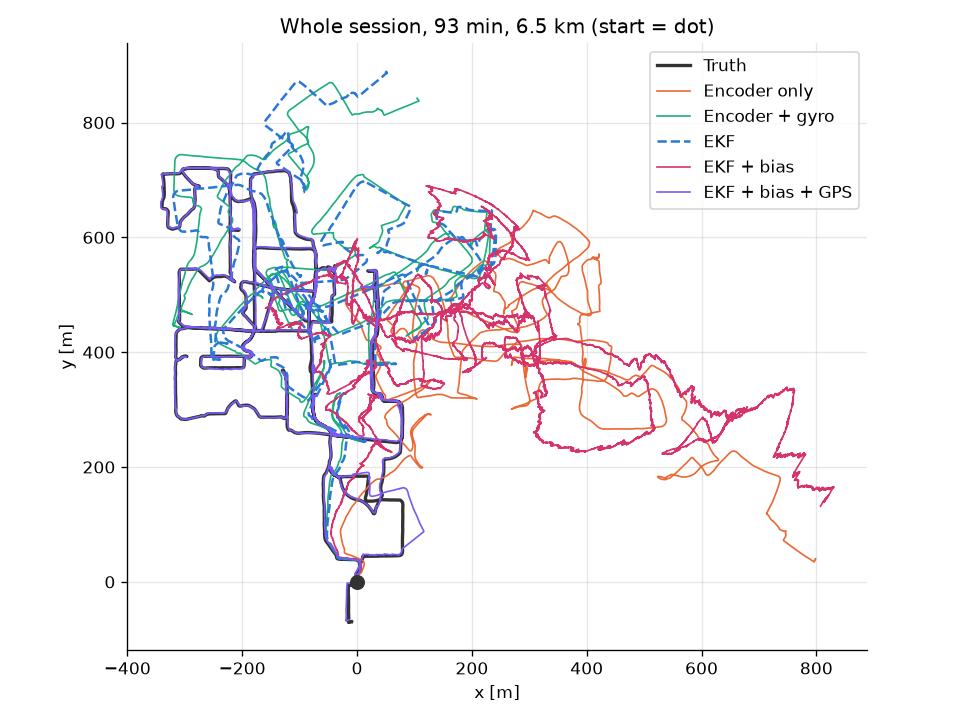 Whole session, 93 min, 6.5 km (start = dot)
Truth
Encoder only
Encoder + gyro
EKF
EKF + bias
EKF + bias + GPS
800
600
400
200
0
y [m]
−400 −200 0 200 400 600 800
x [m]